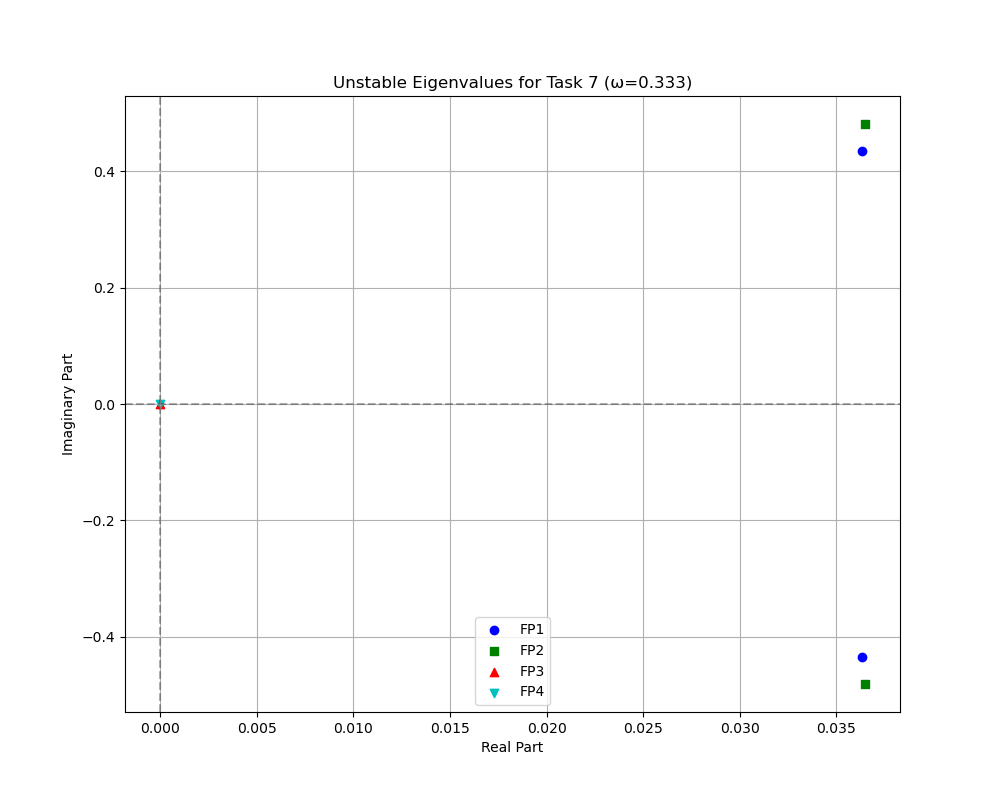 Unstable Eigenvalues for Task 7 (ω=0.333)
Imaginary Part
0.4
0.2
0.0
−0.2
−0.4
FP1
FP2
FP3
FP4
0.000 0.005 0.010 0.015 0.020 0.025 0.030 0.035
Real Part